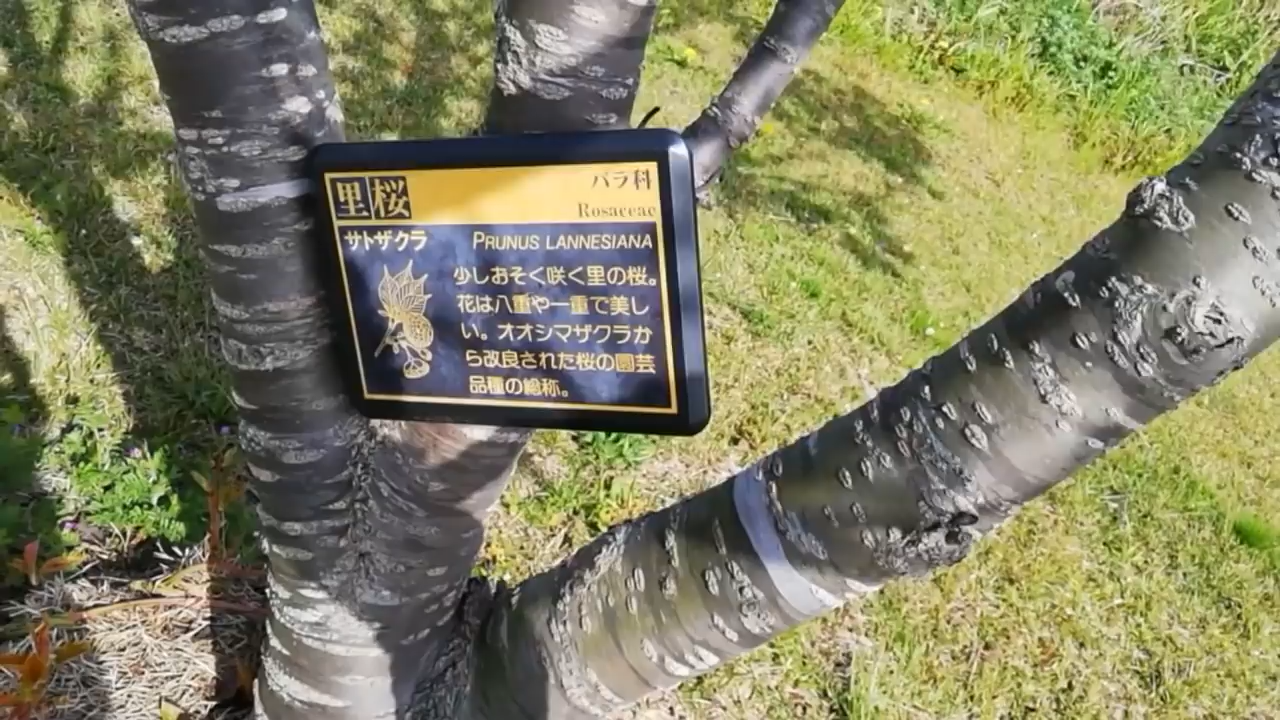 里桜
バラ科
Rosaceae
サトザクラ
PRUNUS LANNESIANA
少しおそく咲く里の桜。
花は八重や一重で美し
い。オオシマザクラか
ら改良された桜の園芸
品種の総称。